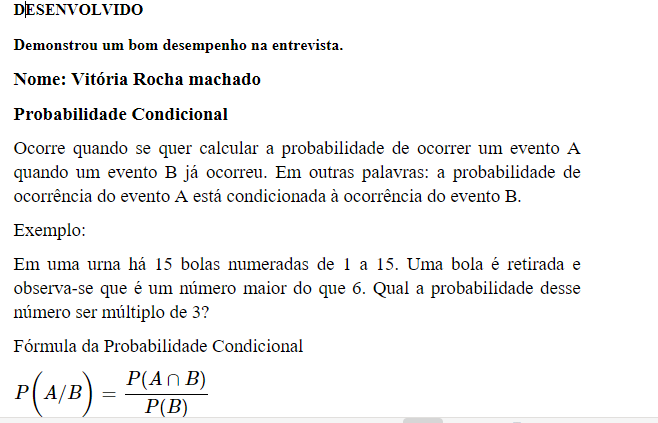 DESENVOLVIDO
Demonstrou um bom desempenho na entrevista.
Nome: Vitória Rocha machado
Probabilidade Condicional
Ocorre quando se quer calcular a probabilidade de ocorrer um evento A
quando um evento B já ocorreu. Em outras palavras: a probabilidade de
ocorrência do evento A está condicionada à ocorrência do evento B.
Exemplo:
Em uma urna há 15 bolas numeradas de 1 a 15. Uma bola é retirada e
observa-se que é um número maior do que 6. Qual a probabilidade desse
número ser múltiplo de 3?
Fórmula da Probabilidade Condicional
P(A/B) = P(A ∩ B) / P(B)